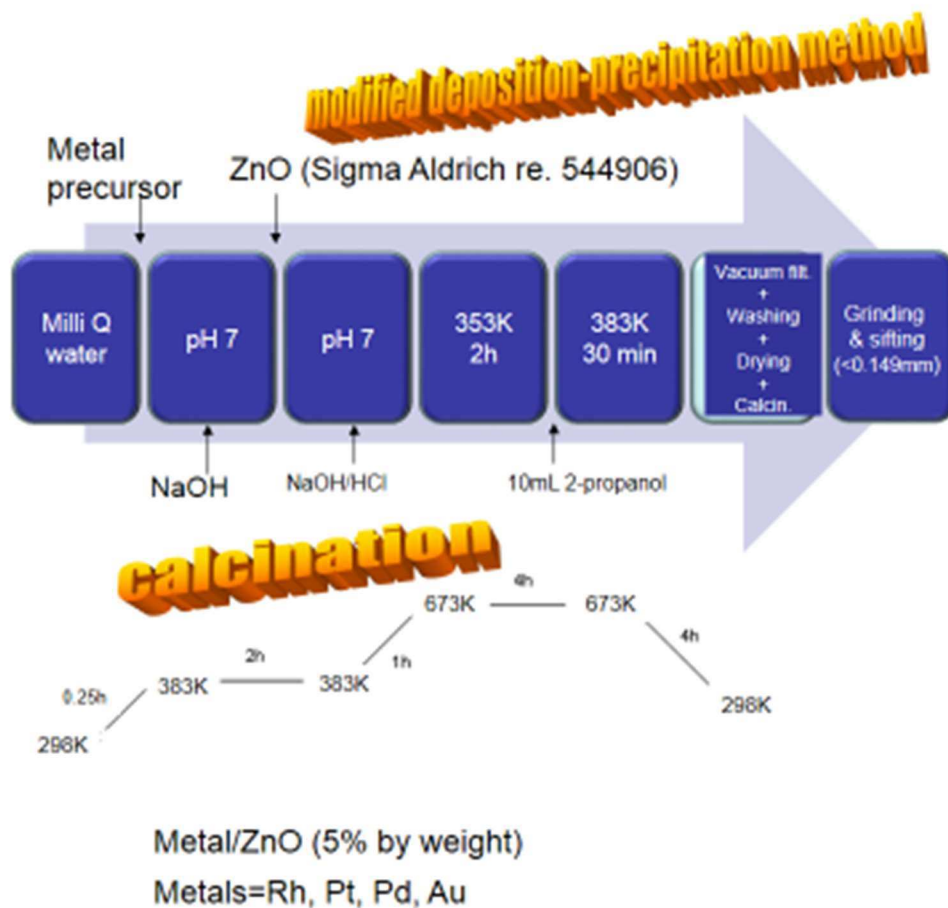 modified deposition-precipitation method
Metal
precursor
ZnO (Sigma Aldrich re. 544906)
Milli Q
water
pH 7
pH 7
353K
2h
383K
30 min
Vacuum filt.
+
Washing
+
Drying
+
Calcin.
Grinding
& sifting
(<0.149mm)
NaOH
NaOH/HCl
10mL 2-propanol
calcination
298K
0.25h
383K
2h
383K
1h
673K
4h
673K
4h
298K
Metal/ZnO (5% by weight)
Metals=Rh, Pt, Pd, Au